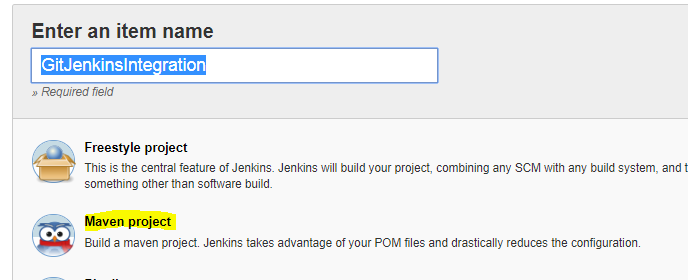 Enter an item name
GitJenkinsIntegration
» Required field
Freestyle project
This is the central feature of Jenkins. Jenkins will build your project, combining any SCM with any build system, and
something other than software build.
Maven project
Build a maven project. Jenkins takes advantage of your POM files and drastically reduces the configuration.